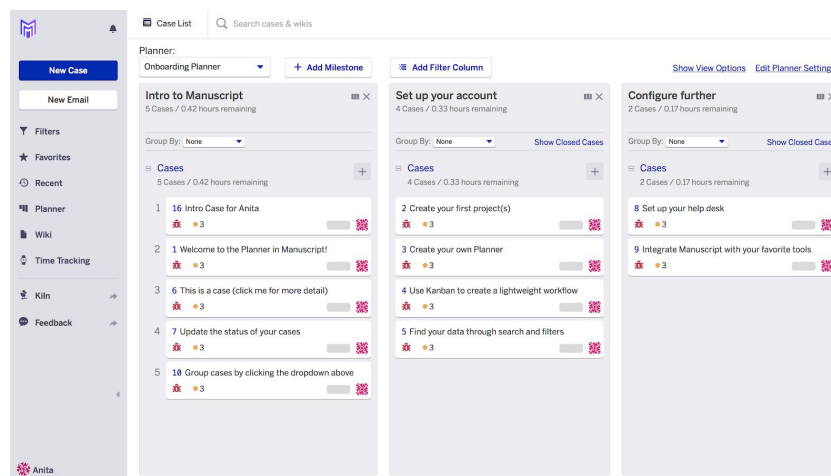 Case List
Search cases & wikis
New Case
New Email
Filters
Favorites
Recent
Planner
Wiki
Time Tracking
Kiln
Feedback
Anita
Planner:
Onboarding Planner
+ Add Milestone
Add Filter Column
Show View Options
Edit Planner Setting
Intro to Manuscript
5 Cases / 0.42 hours remaining
Group By: None
Cases
5 Cases / 0.42 hours remaining
1 16 Intro Case for Anita
3
2 1 Welcome to the Planner in Manuscript!
3
3 6 This is a case (click me for more detail)
3
4 7 Update the status of your cases
3
5 10 Group cases by clicking the dropdown above
3
Set up your account
4 Cases / 0.33 hours remaining
Group By: None Show Closed Cases
Cases
4 Cases / 0.33 hours remaining
2 Create your first project(s)
3
3 Create your own Planner
3
4 Use Kanban to create a lightweight workflow
3
5 Find your data through search and filters
3
Configure further
2 Cases / 0.17 hours remaining
Group By: None Show Closed Case
Cases
2 Cases / 0.17 hours remaining
8 Set up your help desk
3
9 Integrate Manuscript with your favorite tools
3